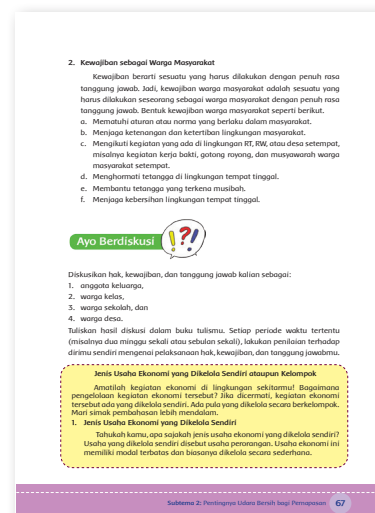 2. Kewajiban sebagai Warga Masyarakat
Kewajiban berarti sesuatu yang harus dilakukan dengan penuh rasa
tanggung jawab. Jadi, kewajiban warga masyarakat adalah sesuatu yang
harus dilakukan seseorang sebagai warga masyarakat dengan penuh rasa
tanggung jawab. Bentuk kewajiban warga masyarakat seperti berikut.
a. Mematuhi aturan atau norma yang berlaku dalam masyarakat.
b. Menjaga ketenangan dan ketertiban lingkungan masyarakat.
c. Mengikuti kegiatan yang ada di lingkungan RT, RW, atau desa setempat,
misalnya kegiatan kerja bakti, gotong royong, dan musyawarah warga
masyarakat setempat.
d. Menghormati tetangga di lingkungan tempat tinggal.
e. Membantu tetangga yang terkena musibah.
f. Menjaga kebersihan lingkungan tempat tinggal.
Ayo Berdiskusi
!?!
Diskusikan hak, kewajiban, dan tanggung jawab kalian sebagai:
1. anggota keluarga,
2. warga kelas,
3. warga sekolah, dan
4. warga desa.
Tuliskan hasil diskusi dalam buku tulismu. Setiap periode waktu tertentu
(misalnya dua minggu sekali atau sebulan sekali), lakukan penilaian terhadap
dirimu sendiri mengenai pelaksanaan hak, kewajiban, dan tanggung jawabmu.
Jenis Usaha Ekonomi yang Dikelola Sendiri ataupun Kelompok
Amatilah kegiatan ekonomi di lingkungan sekitarmu! Bagaimana
pengelolaan kegiatan ekonomi tersebut? Jika dicermati, kegiatan ekonomi
tersebut ada yang dikelola sendiri. Ada pula yang dikelola secara berkelompok.
Mari simak pembahasan lebih mendalam.
1. Jenis Usaha Ekonomi yang Dikelola Sendiri
Tahukah kamu, apa sajakah jenis usaha ekonomi yang dikelola sendiri?
Usaha yang dikelola sendiri disebut usaha perorangan. Usaha ekonomi ini
memiliki modal terbatas dan biasanya dikelola secara sederhana.
Subtema 2: Pentingnya Udara Bersih bagi Pernapasan 67